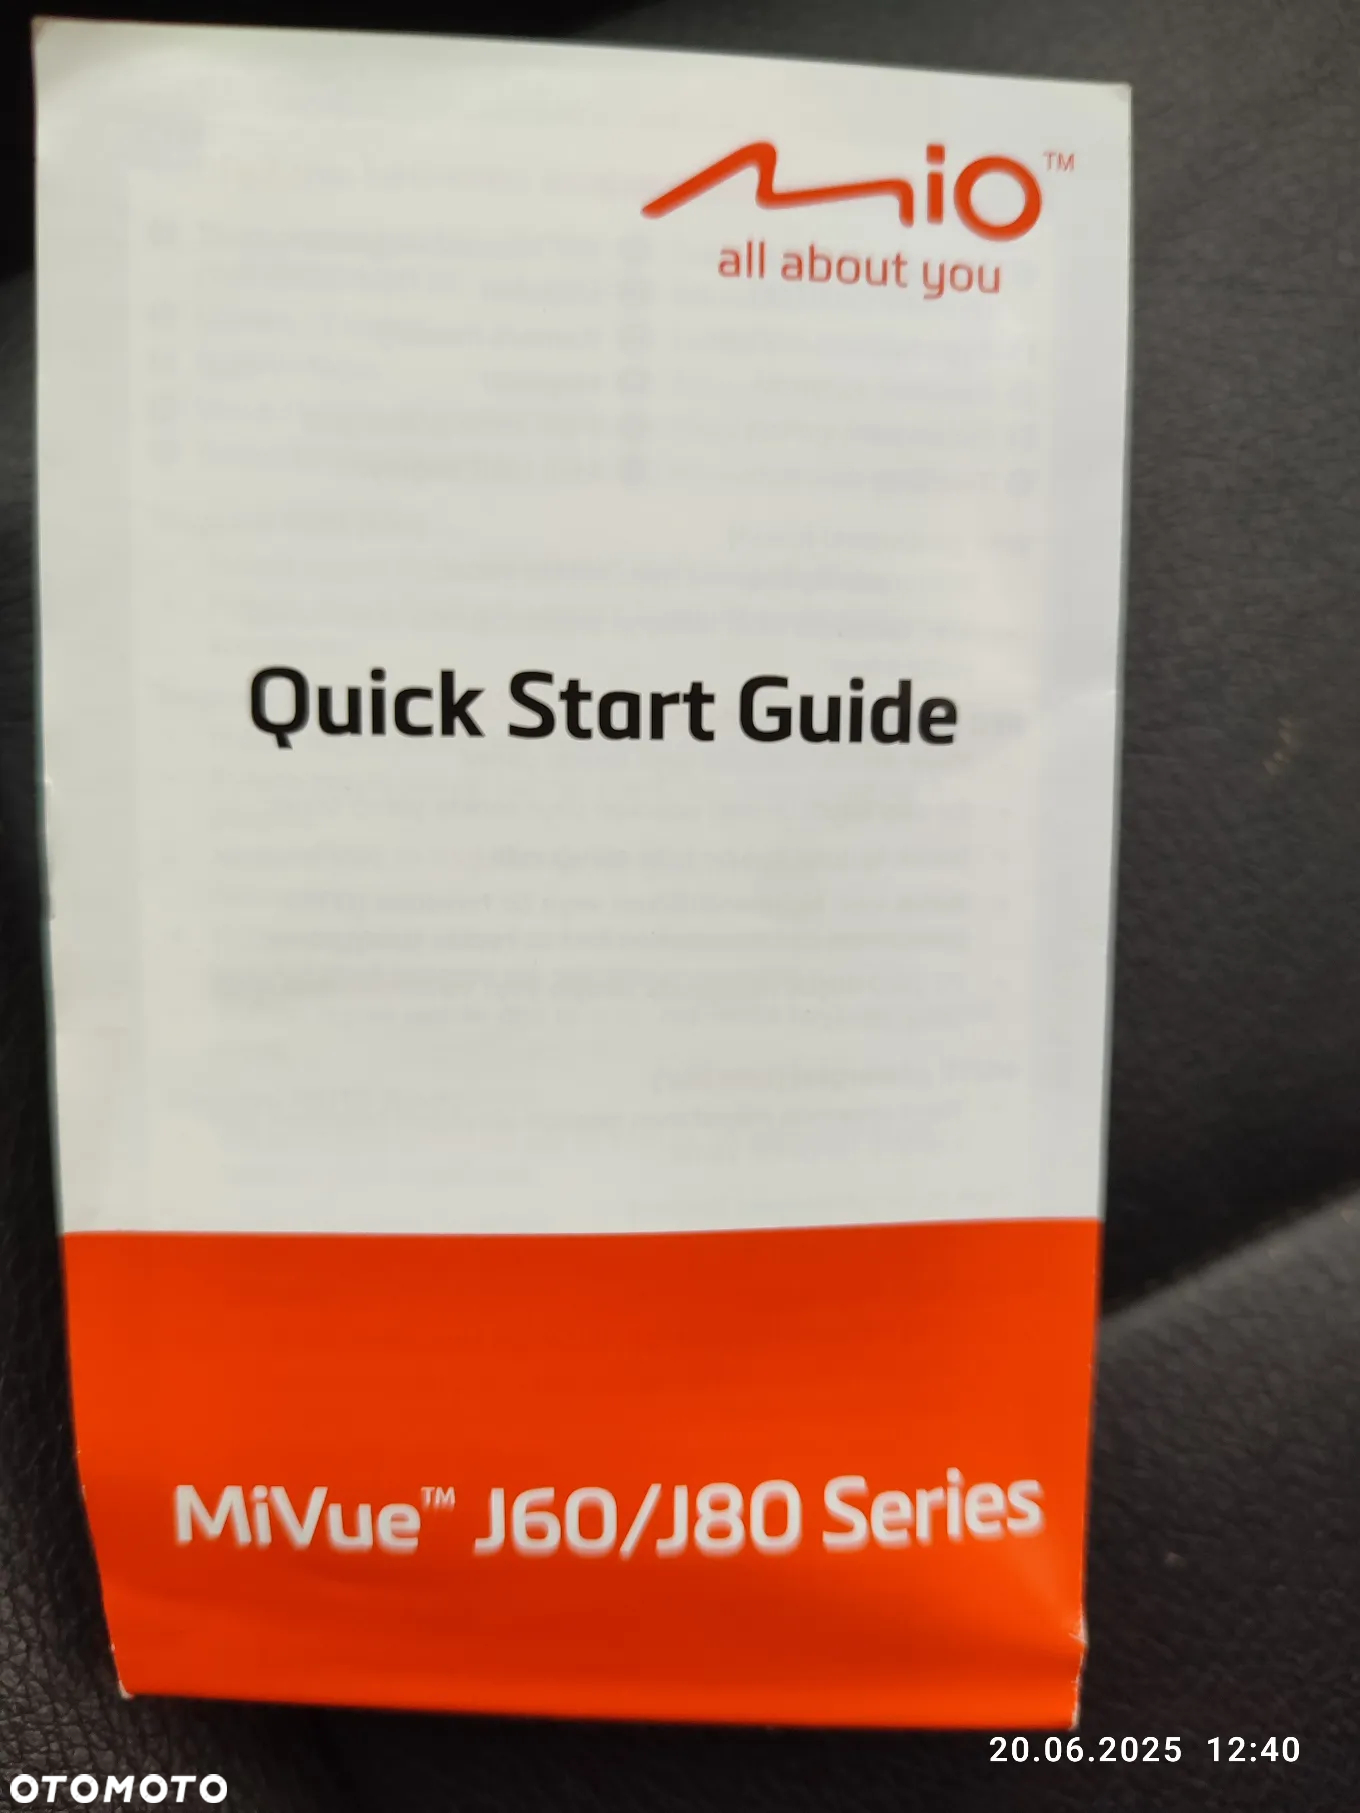 Mio™
all about you
Quick Start Guide
MiVue™ J60/J80 Series
20.06.2025 12:40
OTOMOTO